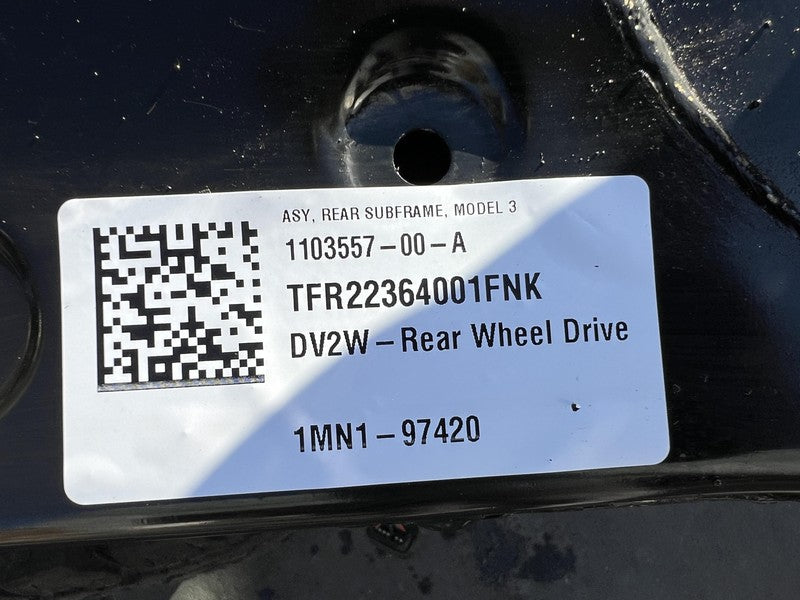 ASY, REAR SUBFRAME, MODEL 3
1103557-00-A
TFR22364001FNK
DV2W-Rear Wheel Drive
1MN1-97420